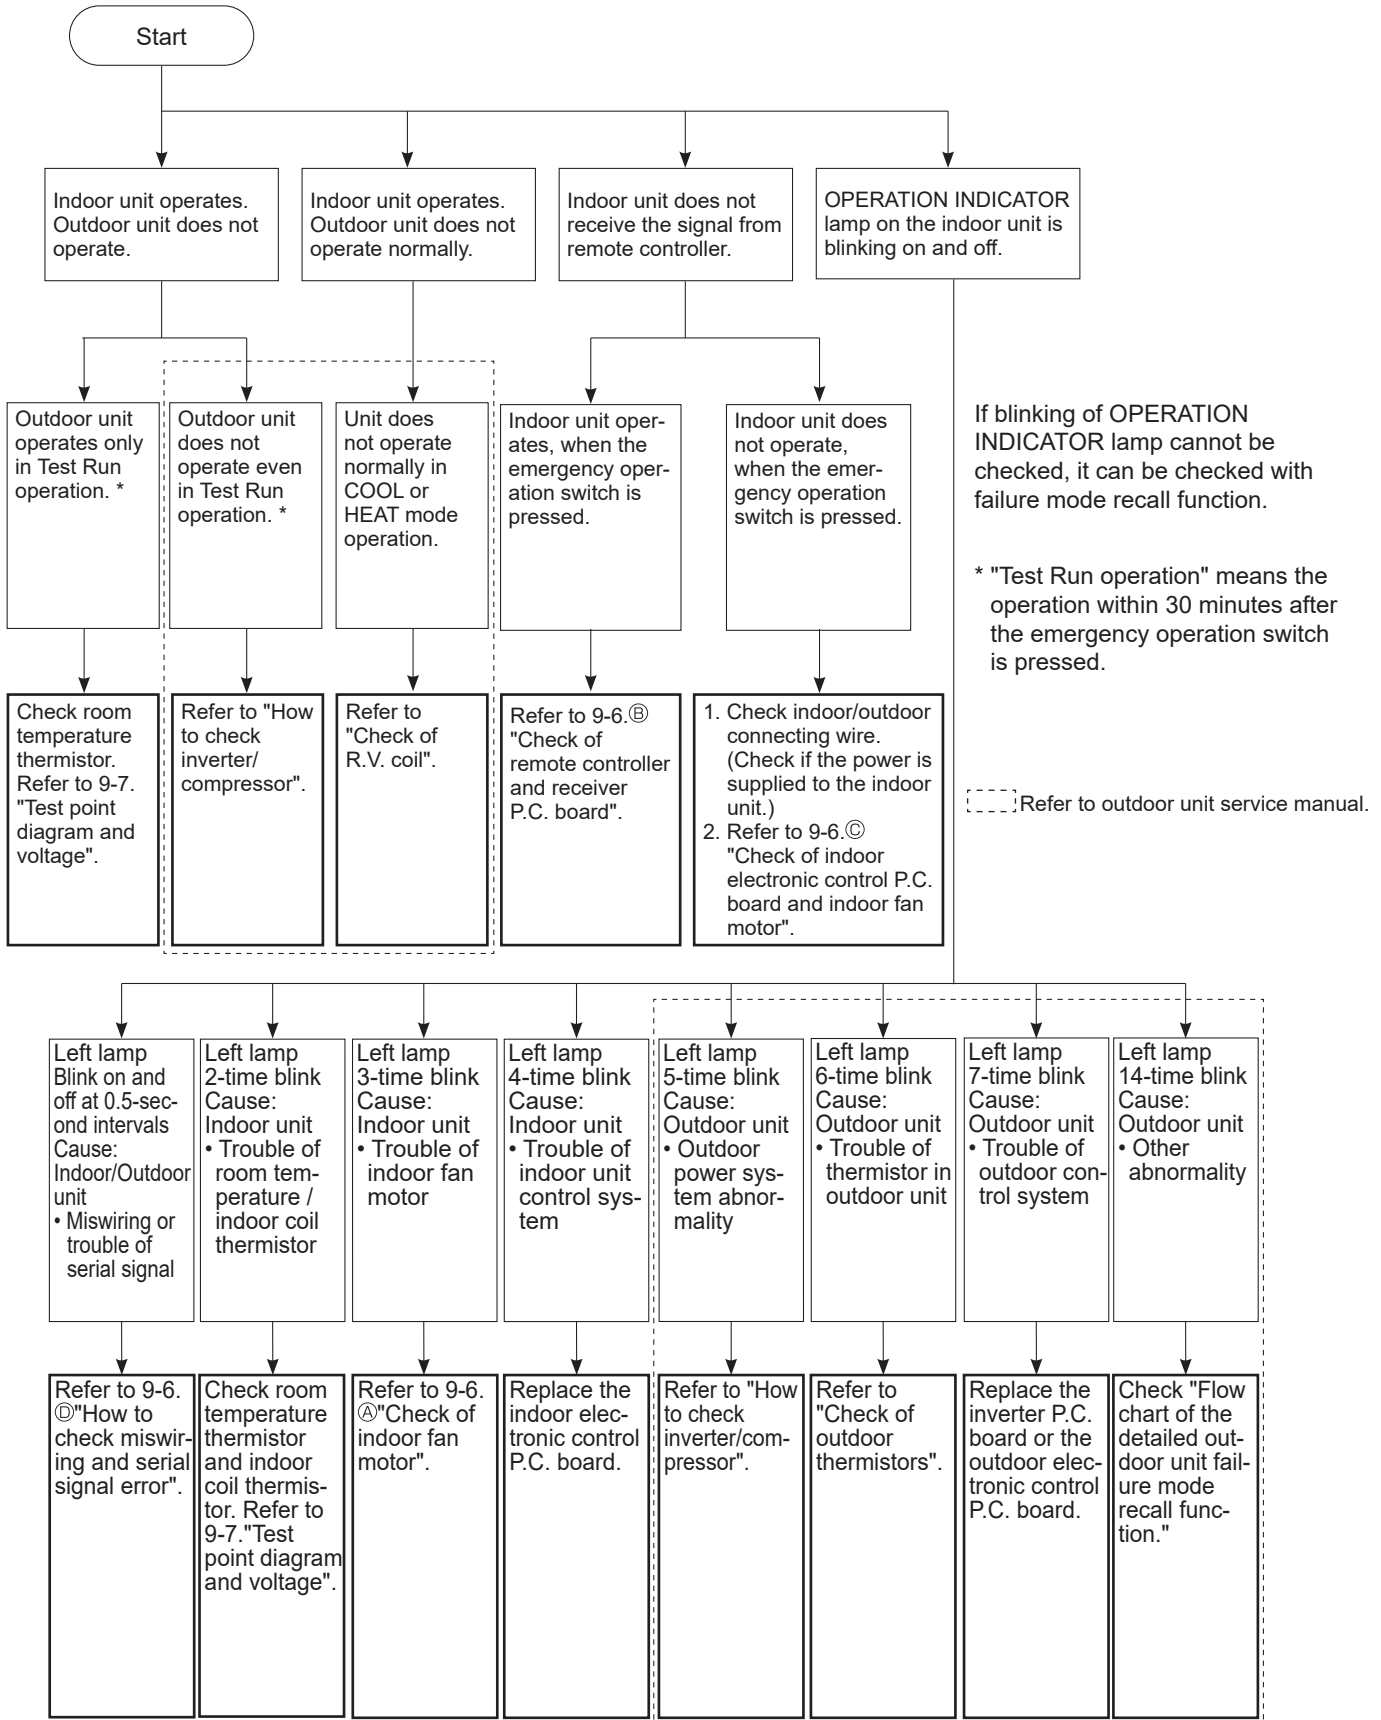 Start
Indoor unit operates.
Outdoor unit does not
operate.
Indoor unit operates.
Outdoor unit does not
operate normally.
Indoor unit does not
receive the signal from
remote controller.
OPERATION INDICATOR
lamp on the indoor unit is
blinking on and off.
Outdoor unit
operates only
in Test Run
operation. *
Outdoor unit
does not
operate even
in Test Run
operation. *
Unit does
not operate
normally in
COOL or
HEAT mode
operation.
Indoor unit oper-
ates, when the
emergency oper-
ation switch is
pressed.
Indoor unit does
not operate,
when the emer-
gency operation
switch is pressed.
If blinking of OPERATION
INDICATOR lamp cannot be
checked, it can be checked with
failure mode recall function.
* "Test Run operation" means the
operation within 30 minutes after
the emergency operation switch
is pressed.
Check room
temperature
thermistor.
Refer to 9-7.
"Test point
diagram and
voltage".
Refer to "How
to check
inverter/
compressor".
Refer to
"Check of
R.V. coil".
Refer to 9-6.Ⓑ
"Check of
remote controller
and receiver
P.C. board".
1. Check indoor/outdoor
connecting wire.
(Check if the power is
supplied to the indoor
unit.)
2. Refer to 9-6.Ⓒ
"Check of indoor
electronic control P.C.
board and indoor fan
motor".
Refer to outdoor unit service manual.
Left lamp
Blink on and
off at 0.5-sec-
ond intervals
Cause:
Indoor/Outdoor
unit
• Miswiring or
trouble of
serial signal
Left lamp
2-time blink
Cause:
Indoor unit
• Trouble of
room tem-
perature /
indoor coil
thermistor
Left lamp
3-time blink
Cause:
Indoor unit
• Trouble of
indoor fan
motor
Left lamp
4-time blink
Cause:
Indoor unit
• Trouble of
indoor unit
control sys-
tem
Left lamp
5-time blink
Cause:
Outdoor unit
• Outdoor
power sys-
tem abnor-
mality
Left lamp
6-time blink
Cause:
Outdoor unit
• Trouble of
thermistor in
outdoor unit
Left lamp
7-time blink
Cause:
Outdoor unit
• Trouble of
outdoor con-
trol system
Left lamp
14-time blink
Cause:
Outdoor unit
• Other
abnormality
Refer to 9-6.
Ⓓ"How to
check miswir-
ing and serial
signal error".
Check room
temperature
thermistor
and indoor
coil thermis-
tor. Refer to
9-7."Test
point diagram
and voltage".
Refer to 9-6.
Ⓐ"Check of
indoor fan
motor".
Replace the
indoor elec-
tronic control
P.C. board.
Refer to "How
to check
inverter/com-
pressor".
Refer to
"Check of
outdoor
thermistors".
Replace the
inverter P.C.
board or the
outdoor elec-
tronic control
P.C. board.
Check "Flow
chart of the
detailed out-
door unit fail-
ure mode
recall func-
tion."